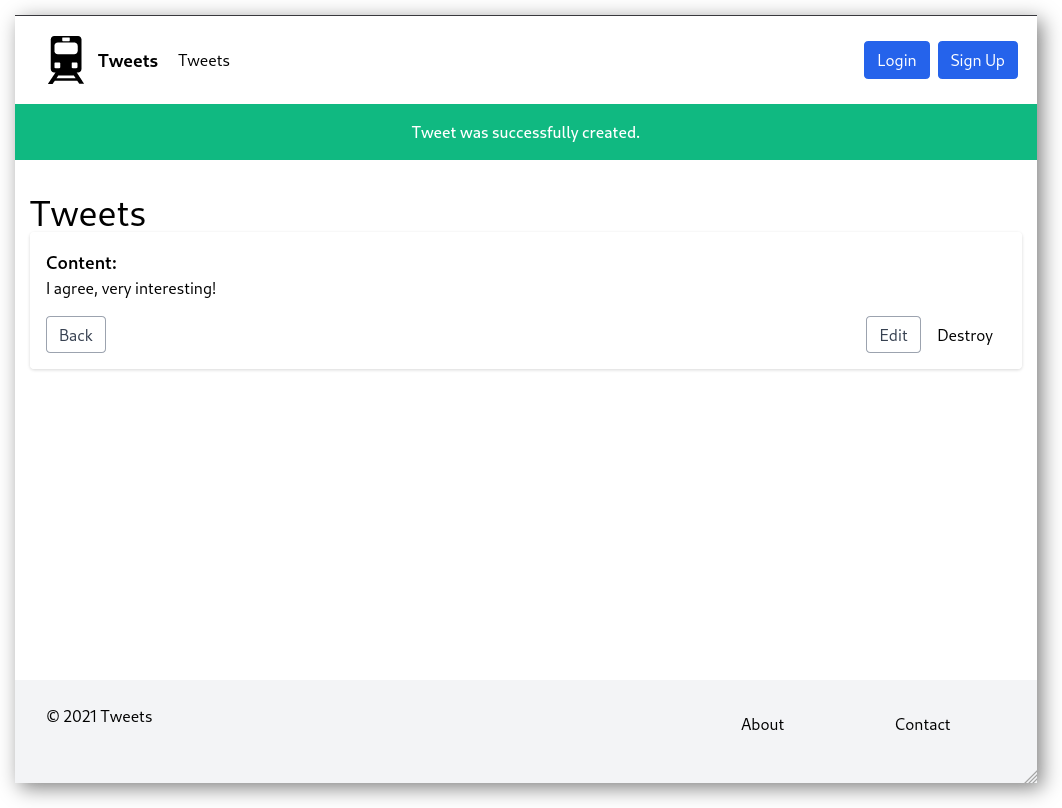 Tweets Tweets Login Sign Up
Tweet was successfully created.
Tweets
Content:
I agree, very interesting!
Back Edit Destroy
© 2021 Tweets About Contact